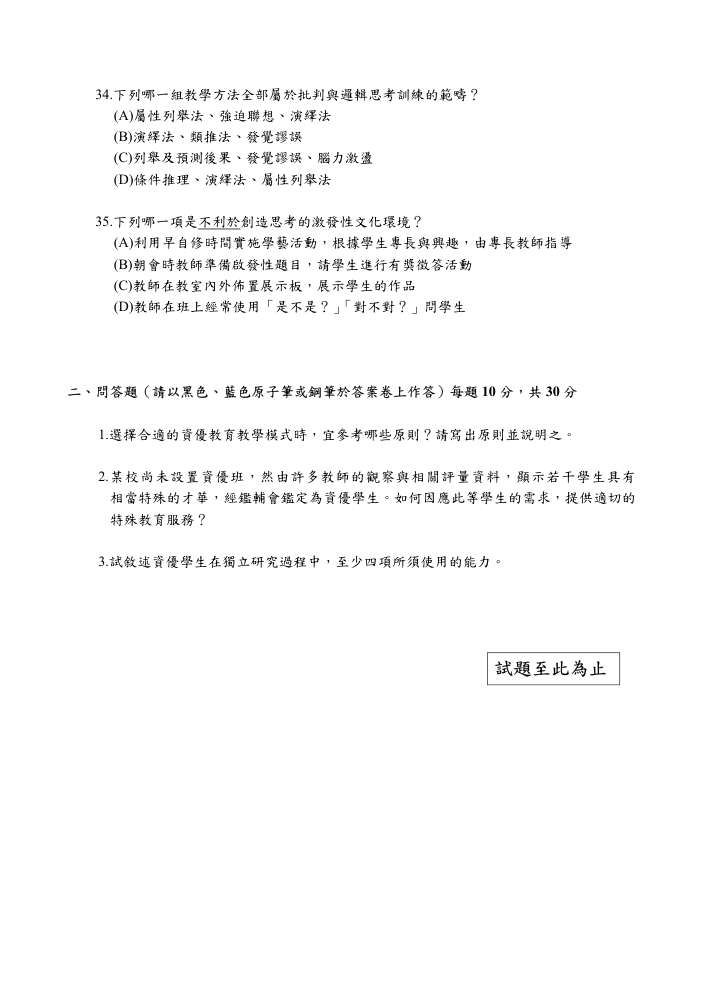 34.下列哪一組教學方法全部屬於批判與邏輯思考訓練的範疇？
(A)屬性列舉法、強迫聯想、演繹法
(B)演繹法、類推法、發覺謬誤
(C)列舉及預測後果、發覺謬誤、腦力激盪
(D)條件推理、演繹法、屬性列舉法
35.下列哪一項是不利於創造思考的激發性文化環境？
(A)利用早自修時間實施學藝活動，根據學生專長與興趣，由專長教師指導
(B)朝會時教師準備啟發性題目，請學生進行有獎徵答活動
(C)教師在教室內外佈置展示板，展示學生的作品
(D)教師在班上經常使用「是不是？」「對不對？」問學生
二、問答題（請以黑色、藍色原子筆或鋼筆於答案卷上作答）每題 10 分，共 30 分
1.選擇合適的資優教育教學模式時，宜參考哪些原則？請寫出原則並說明之。
2.某校尚未設置資優班，然由許多教師的觀察與相關評量資料，顯示若干學生具有
相當特殊的才華，經鑑輔會鑑定為資優學生。如何因應此等學生的需求，提供適切的
特殊教育服務？
3.試敘述資優學生在獨立研究過程中，至少四項所須使用的能力。
試題至此為止